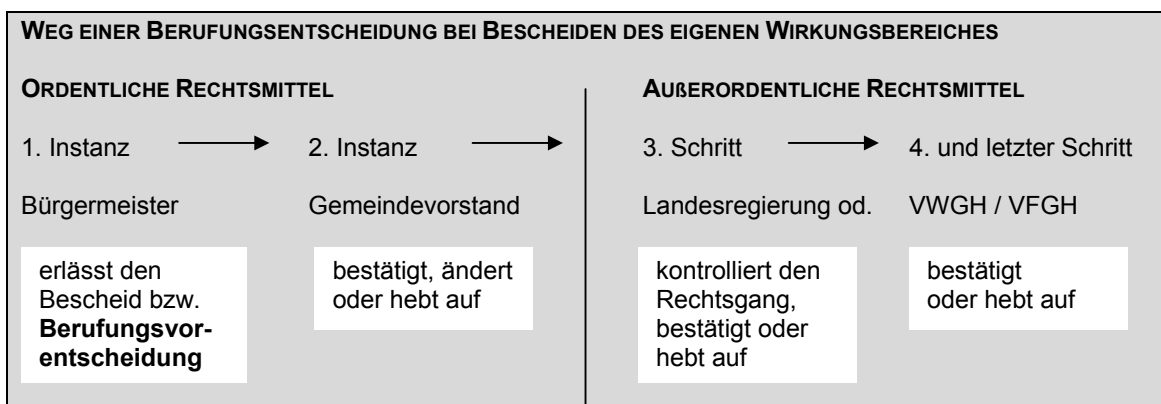 WEG EINER BERUFUNGSENTSCHEIDUNG BEI BESCHEIDEN DES EIGENEN WIRKUNGSBEREICHES
ORDENTLICHE RECHTSMITTEL
AUßERORDENTLICHE RECHTSMITTEL
1. Instanz
2. Instanz
3. Schritt
4. und letzter Schritt
Bürgermeister
Gemeindevorstand
Landesregierung od.
VWGH / VFGH
erlässt den
Bescheid bzw.
Berufungsvor-
entscheidung
bestätigt, ändert
oder hebt auf
kontrolliert den
Rechtsgang,
bestätigt oder
hebt auf
bestätigt
oder hebt auf